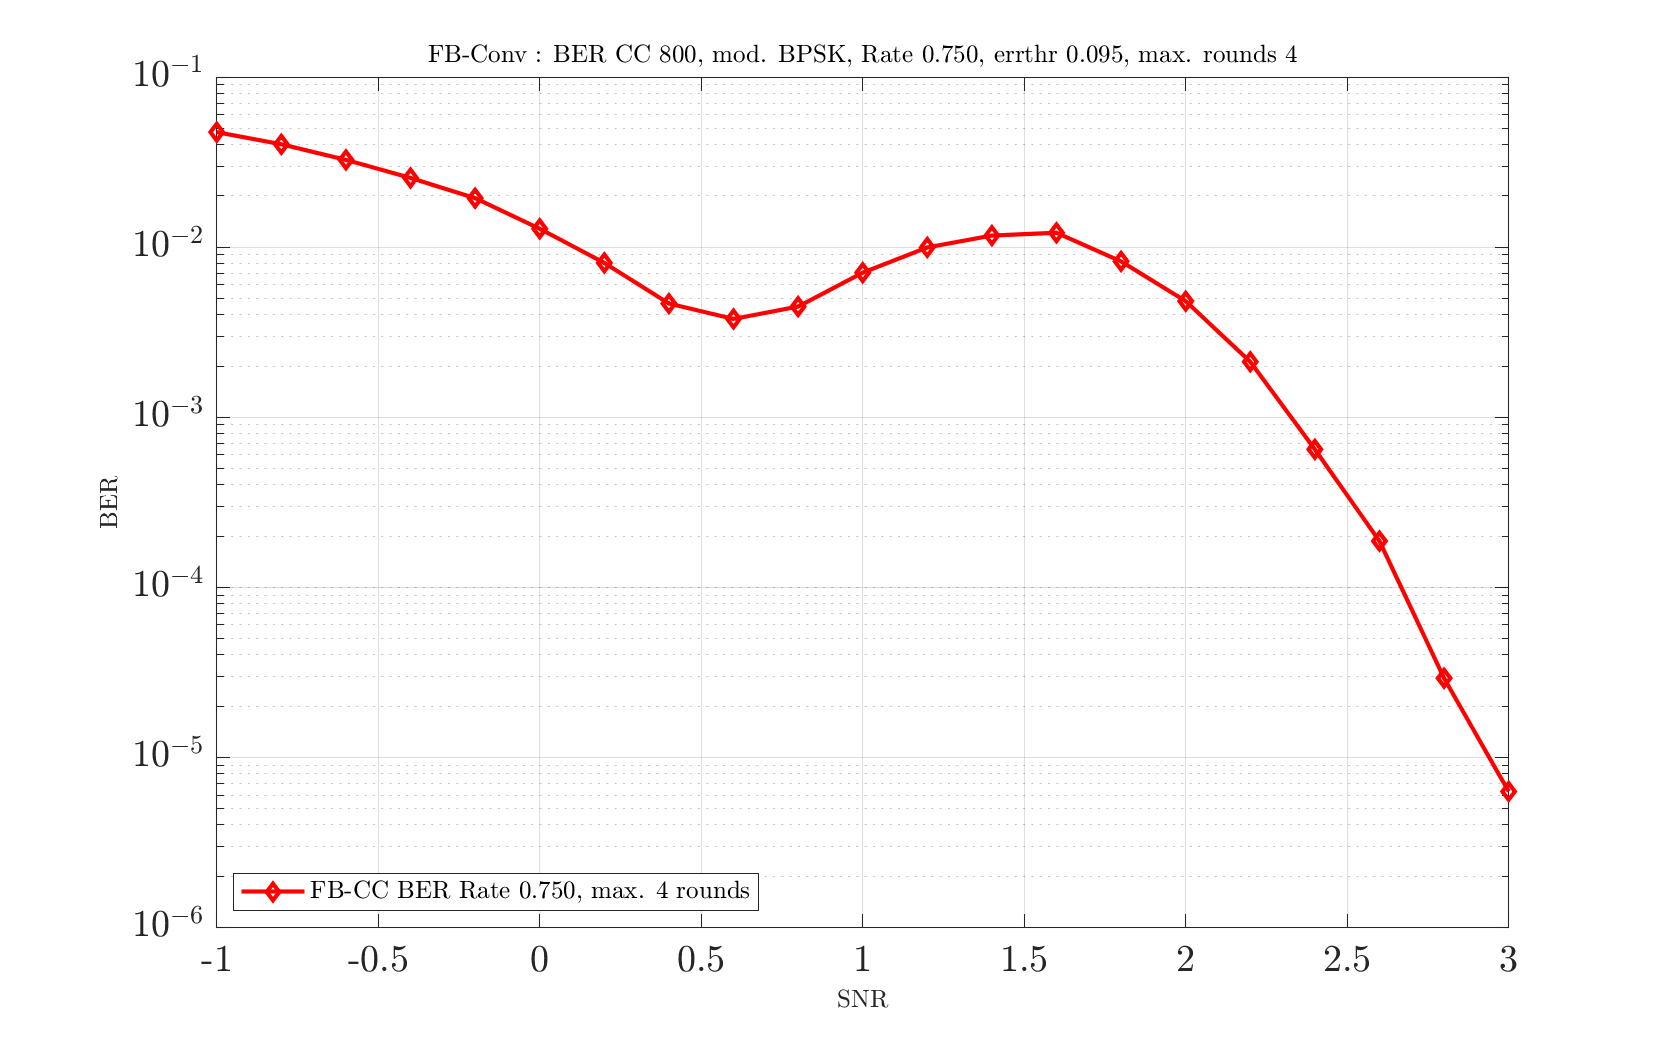 FB-Conv : BER CC 800, mod. BPSK, Rate 0.750, errthr 0.095, max. rounds 4
10⁻¹
10⁻²
10⁻³
10⁻⁴
10⁻⁵
10⁻⁶
BER
FB-CC BER Rate 0.750, max. 4 rounds
-1 -0.5 0 0.5 1 1.5 2 2.5 3
SNR